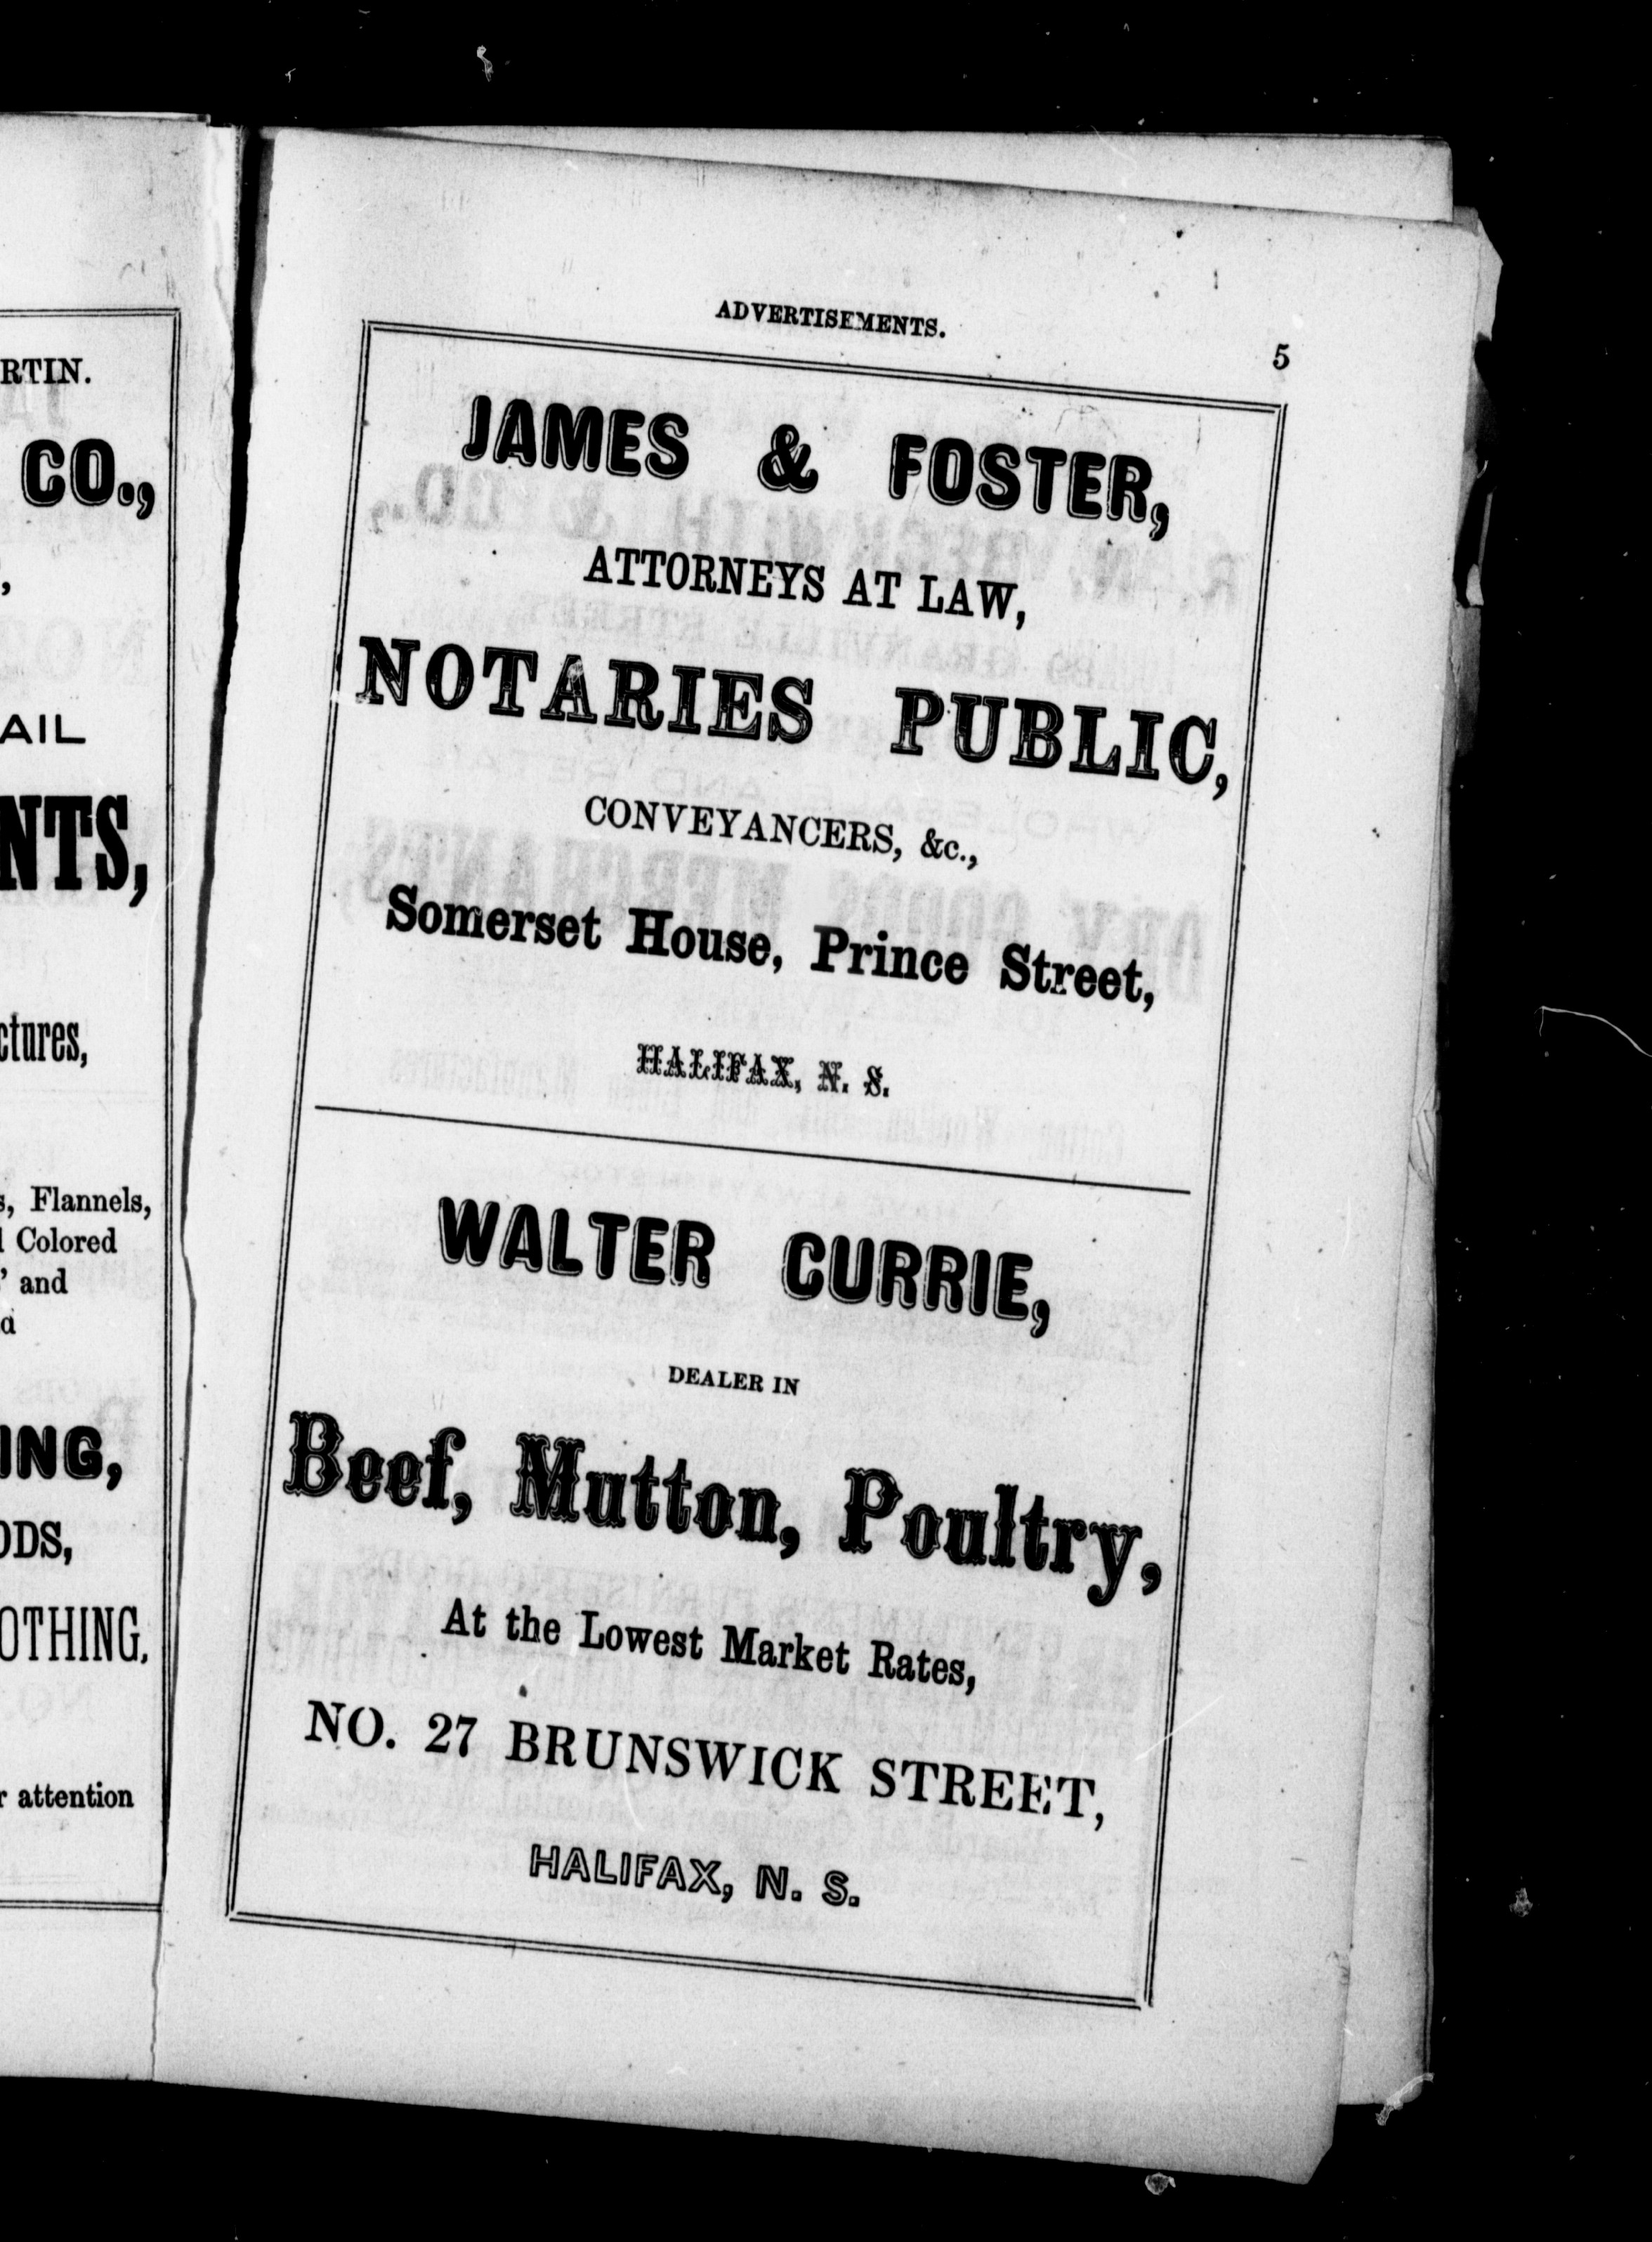 RTIN.
CO.,
AIL
NTS,
ctures,
s, Flannels,
l Colored
’ and
d
ING,
ODS,
OTHING,
r attention
ADVERTISEMENTS. 5
JAMES & FOSTER,
ATTORNEYS AT LAW,
NOTARIES PUBLIC,
CONVEYANCERS, &c.,
Somerset House, Prince Street,
HALIFAX, N. S.
WALTER CURRIE,
DEALER IN
Beef, Mutton, Poultry,
At the Lowest Market Rates,
NO. 27 BRUNSWICK STREET,
HALIFAX, N. S.